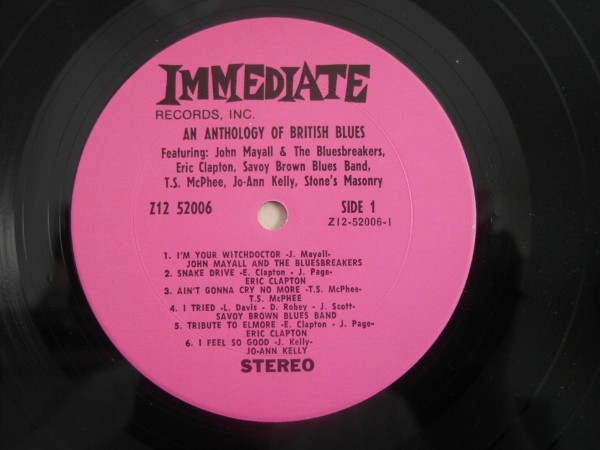 IMMEDIATE
RECORDS, INC.
AN ANTHOLOGY OF BRITISH BLUES
Featuring: John Mayall & The Bluesbreakers,
Eric Clapton, Savoy Brown Blues Band,
T.S. McPhee, Jo-Ann Kelly, Stone's Masonry
Z12 52006
SIDE 1
Z12-52006-1
1. I'M YOUR WITCHDOCTOR -J. Mayall-
JOHN MAYALL AND THE BLUESBREAKERS
2. SNAKE DRIVE -E. Clapton - J. Page-
ERIC CLAPTON
3. AIN'T GONNA CRY NO MORE -T.S. McPhee-
T.S. McPHEE
4. I TRIED -L. Davis - D. Robey - J. Scott-
SAVOY BROWN BLUES BAND
5. TRIBUTE TO ELMORE -E. Clapton - J. Page-
ERIC CLAPTON
6. I FEEL SO GOOD -J. Kelly-
JO-ANN KELLY
STEREO